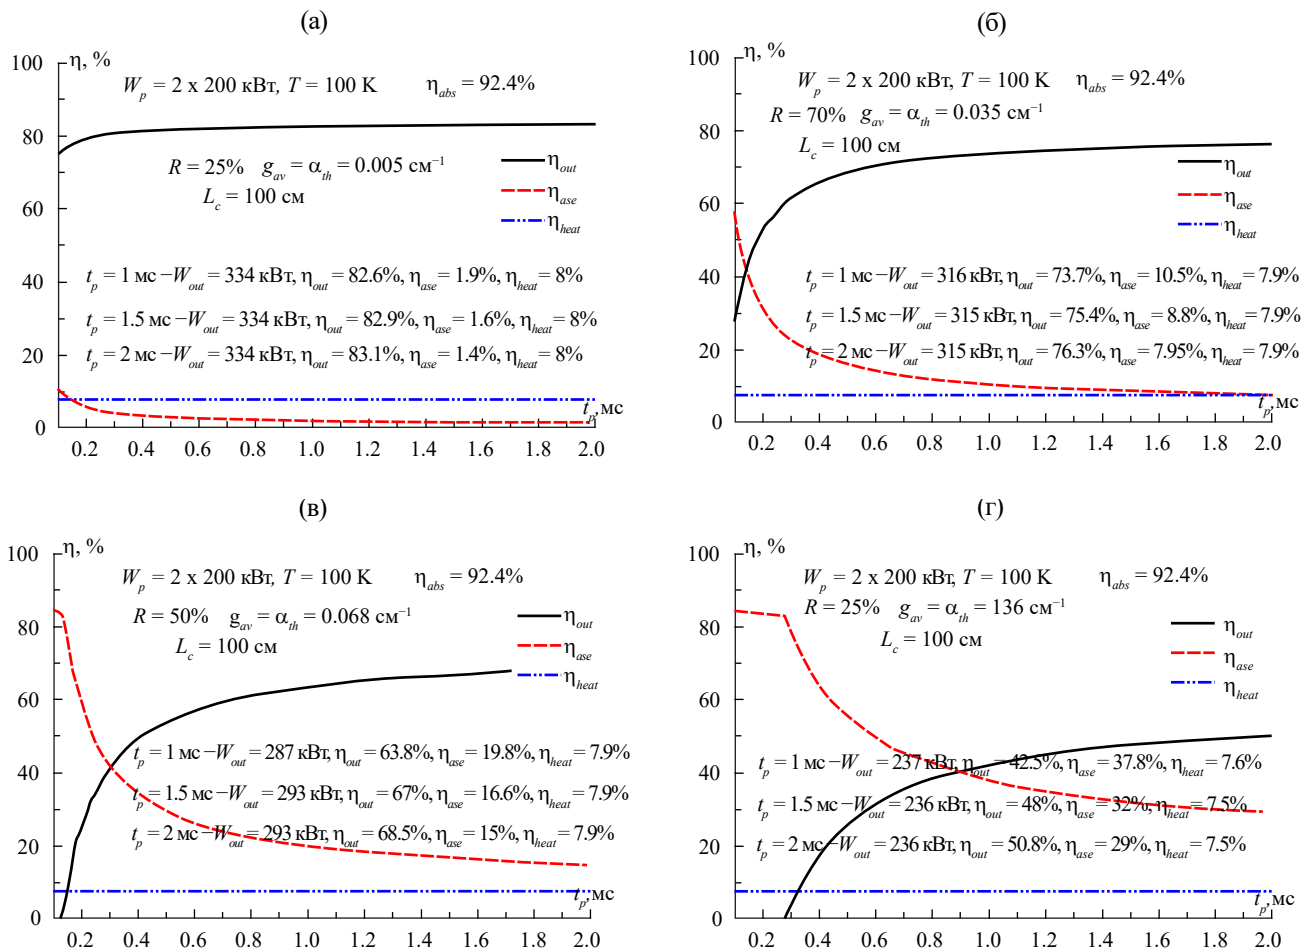 (а)
η, %
W_p = 2 x 200 кВт, T = 100 K η_abs = 92.4%
R = 25% g_av = α_th = 0.005 см⁻¹
L_c = 100 см
η_out
η_ase
η_heat
t_p = 1 мс – W_out = 334 кВт, η_out = 82.6%, η_ase = 1.9%, η_heat = 8%
t_p = 1.5 мс – W_out = 334 кВт, η_out = 82.9%, η_ase = 1.6%, η_heat = 8%
t_p = 2 мс – W_out = 334 кВт, η_out = 83.1%, η_ase = 1.4%, η_heat = 8%
t_p, мс
100
80
60
40
20
0
0.2 0.4 0.6 0.8 1.0 1.2 1.4 1.6 1.8 2.0
(б)
η, %
W_p = 2 x 200 кВт, T = 100 K η_abs = 92.4%
R = 70% g_av = α_th = 0.035 см⁻¹
L_c = 100 см
η_out
η_ase
η_heat
t_p = 1 мс – W_out = 316 кВт, η_out = 73.7%, η_ase = 10.5%, η_heat = 7.9%
t_p = 1.5 мс – W_out = 315 кВт, η_out = 75.4%, η_ase = 8.8%, η_heat = 7.9%
t_p = 2 мс – W_out = 315 кВт, η_out = 76.3%, η_ase = 7.95%, η_heat = 7.9%
t_p, мс
100
80
60
40
20
0
0.2 0.4 0.6 0.8 1.0 1.2 1.4 1.6 1.8 2.0
(в)
η, %
W_p = 2 x 200 кВт, T = 100 K η_abs = 92.4%
R = 50% g_av = α_th = 0.068 см⁻¹
L_c = 100 см
η_out
η_ase
η_heat
t_p = 1 мс – W_out = 287 кВт, η_out = 63.8%, η_ase = 19.8%, η_heat = 7.9%
t_p = 1.5 мс – W_out = 293 кВт, η_out = 67%, η_ase = 16.6%, η_heat = 7.9%
t_p = 2 мс – W_out = 293 кВт, η_out = 68.5%, η_ase = 15%, η_heat = 7.9%
t_p, мс
100
80
60
40
20
0
0.2 0.4 0.6 0.8 1.0 1.2 1.4 1.6 1.8 2.0
(г)
η, %
W_p = 2 x 200 кВт, T = 100 K η_abs = 92.4%
R = 25% g_av = α_th = 136 см⁻¹
L_c = 100 см
η_out
η_ase
η_heat
t_p = 1 мс – W_out = 237 кВт, η_out = 42.5%, η_ase = 37.8%, η_heat = 7.6%
t_p = 1.5 мс – W_out = 236 кВт, η_out = 48%, η_ase = 32%, η_heat = 7.5%
t_p = 2 мс – W_out = 236 кВт, η_out = 50.8%, η_ase = 29%, η_heat = 7.5%
t_p, мс
100
80
60
40
20
0
0.2 0.4 0.6 0.8 1.0 1.2 1.4 1.6 1.8 2.0